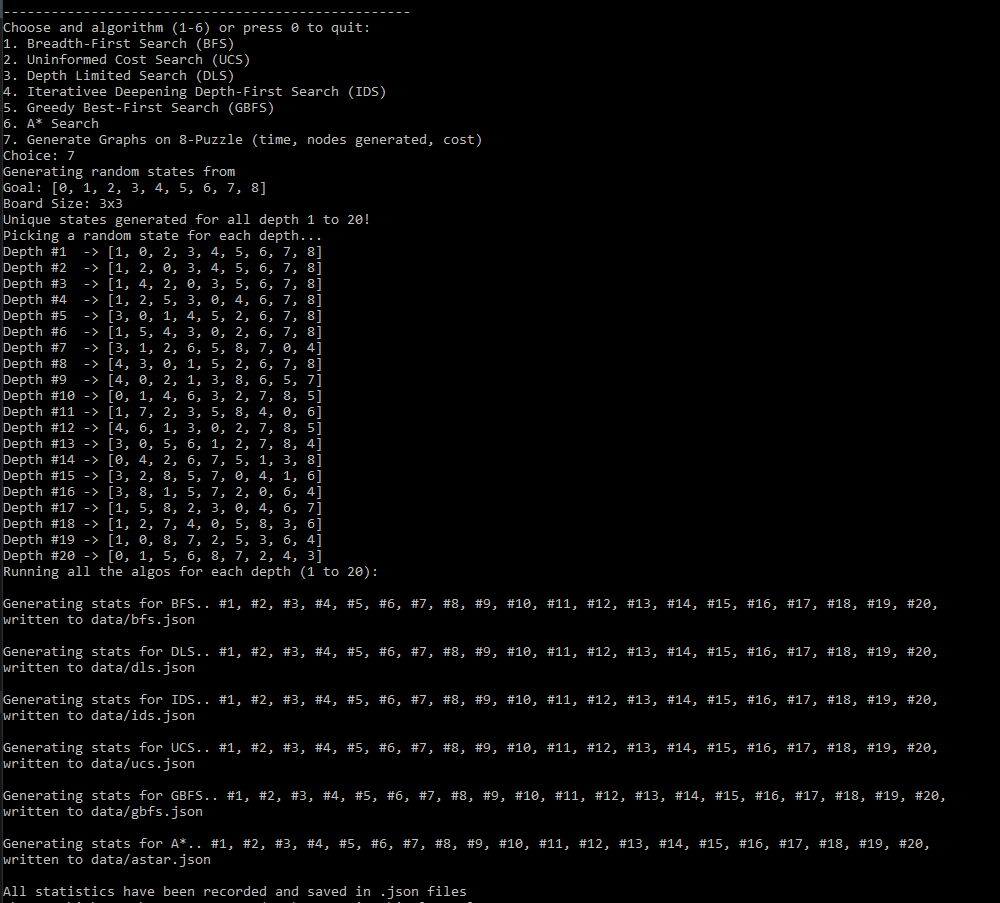 ---------------------------------------------------
Choose and algorithm (1-6) or press 0 to quit:
1. Breadth-First Search (BFS)
2. Uninformed Cost Search (UCS)
3. Depth Limited Search (DLS)
4. Iterativee Deepening Depth-First Search (IDS)
5. Greedy Best-First Search (GBFS)
6. A* Search
7. Generate Graphs on 8-Puzzle (time, nodes generated, cost)
Choice: 7
Generating random states from
Goal: [0, 1, 2, 3, 4, 5, 6, 7, 8]
Board Size: 3x3
Unique states generated for all depth 1 to 20!
Picking a random state for each depth...
Depth #1  -> [1, 0, 2, 3, 4, 5, 6, 7, 8]
Depth #2  -> [1, 2, 0, 3, 4, 5, 6, 7, 8]
Depth #3  -> [1, 4, 2, 0, 3, 5, 6, 7, 8]
Depth #4  -> [1, 2, 5, 3, 0, 4, 6, 7, 8]
Depth #5  -> [3, 0, 1, 4, 5, 2, 6, 7, 8]
Depth #6  -> [1, 5, 4, 3, 0, 2, 6, 7, 8]
Depth #7  -> [3, 1, 2, 6, 5, 8, 7, 0, 4]
Depth #8  -> [4, 3, 0, 1, 5, 2, 6, 7, 8]
Depth #9  -> [4, 0, 2, 1, 3, 8, 6, 5, 7]
Depth #10 -> [0, 1, 4, 6, 3, 2, 7, 8, 5]
Depth #11 -> [1, 7, 2, 3, 5, 8, 4, 0, 6]
Depth #12 -> [4, 6, 1, 3, 0, 2, 7, 8, 5]
Depth #13 -> [3, 0, 5, 6, 1, 2, 7, 8, 4]
Depth #14 -> [0, 4, 2, 6, 7, 5, 1, 3, 8]
Depth #15 -> [3, 2, 8, 5, 7, 0, 4, 1, 6]
Depth #16 -> [3, 8, 1, 5, 7, 2, 0, 6, 4]
Depth #17 -> [1, 5, 8, 2, 3, 0, 4, 6, 7]
Depth #18 -> [1, 2, 7, 4, 0, 5, 8, 3, 6]
Depth #19 -> [1, 0, 8, 7, 2, 5, 3, 6, 4]
Depth #20 -> [0, 1, 5, 6, 8, 7, 2, 4, 3]
Running all the algos for each depth (1 to 20):
Generating stats for BFS.. #1, #2, #3, #4, #5, #6, #7, #8, #9, #10, #11, #12, #13, #14, #15, #16, #17, #18, #19, #20,
written to data/bfs.json
Generating stats for DLS.. #1, #2, #3, #4, #5, #6, #7, #8, #9, #10, #11, #12, #13, #14, #15, #16, #17, #18, #19, #20,
written to data/dls.json
Generating stats for IDS.. #1, #2, #3, #4, #5, #6, #7, #8, #9, #10, #11, #12, #13, #14, #15, #16, #17, #18, #19, #20,
written to data/ids.json
Generating stats for UCS.. #1, #2, #3, #4, #5, #6, #7, #8, #9, #10, #11, #12, #13, #14, #15, #16, #17, #18, #19, #20,
written to data/ucs.json
Generating stats for GBFS.. #1, #2, #3, #4, #5, #6, #7, #8, #9, #10, #11, #12, #13, #14, #15, #16, #17, #18, #19, #20,
written to data/gbfs.json
Generating stats for A*.. #1, #2, #3, #4, #5, #6, #7, #8, #9, #10, #11, #12, #13, #14, #15, #16, #17, #18, #19, #20,
written to data/astar.json
All statistics have been recorded and saved in .json files